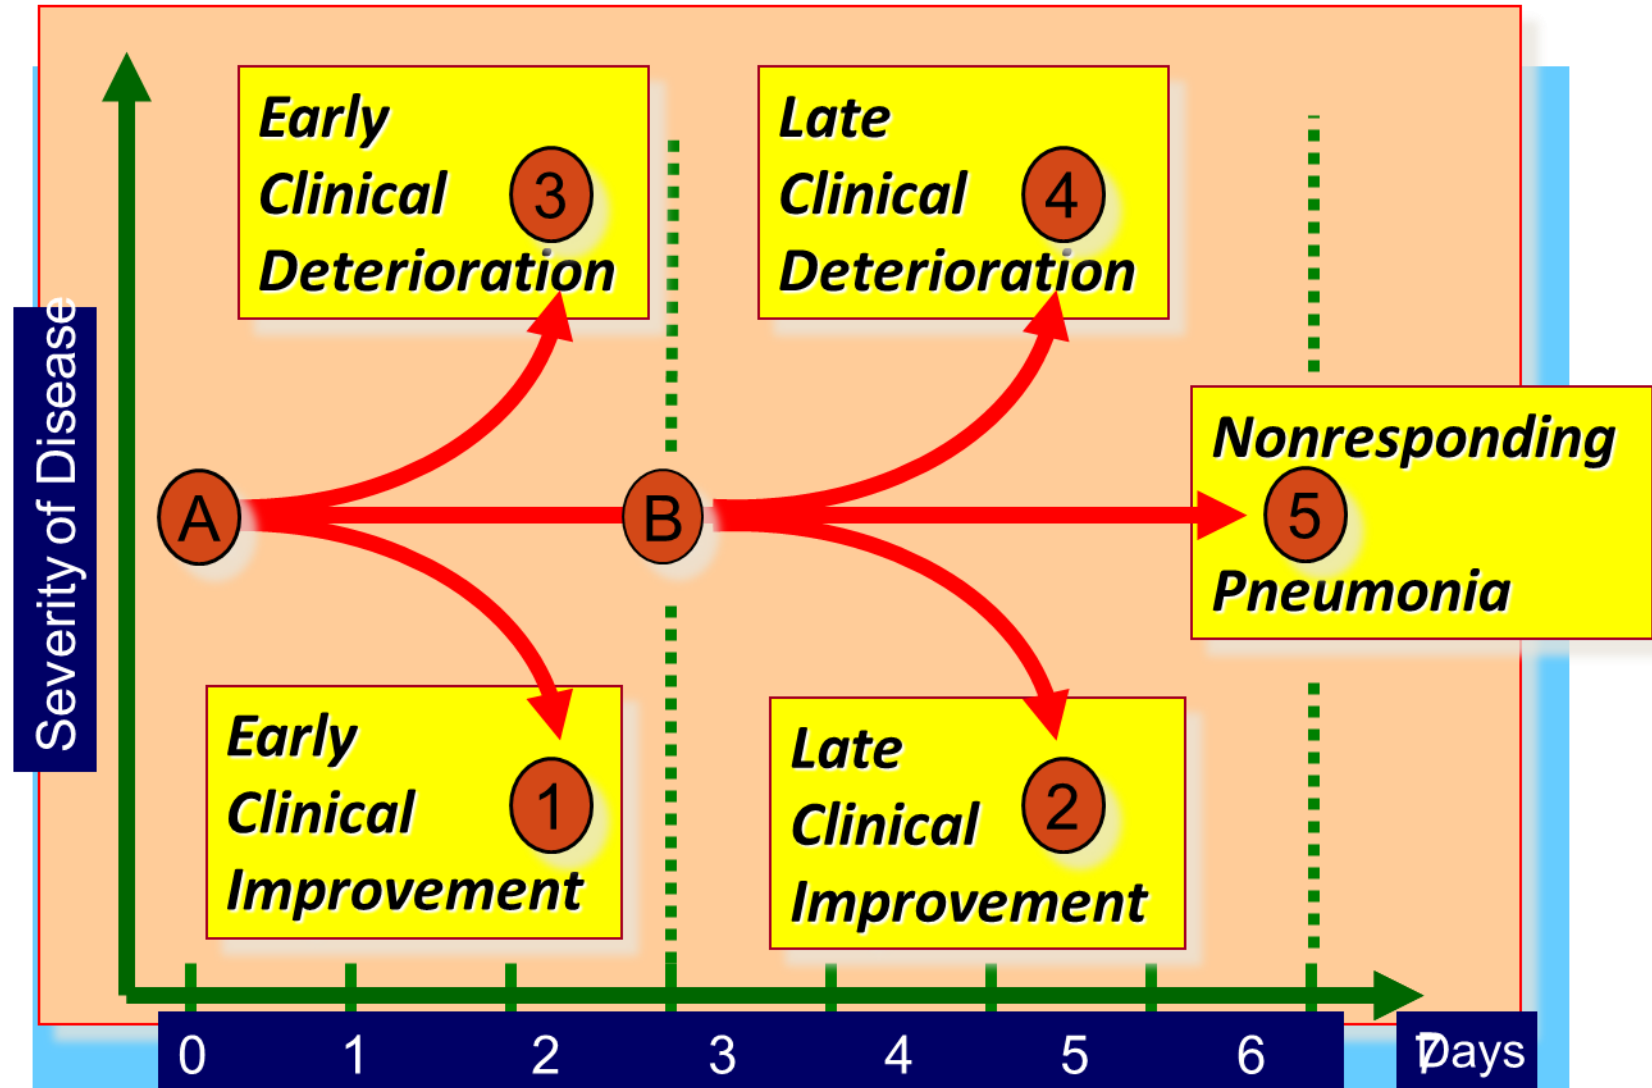 Early
Clinical
3
Deterioration
Late
Clinical
4
Deterioration
Severity of Disease
A
B
Nonresponding
5
Pneumonia
Early
Clinical
1
Improvement
Late
Clinical
2
Improvement
0 1 2 3 4 5 6 7 Days